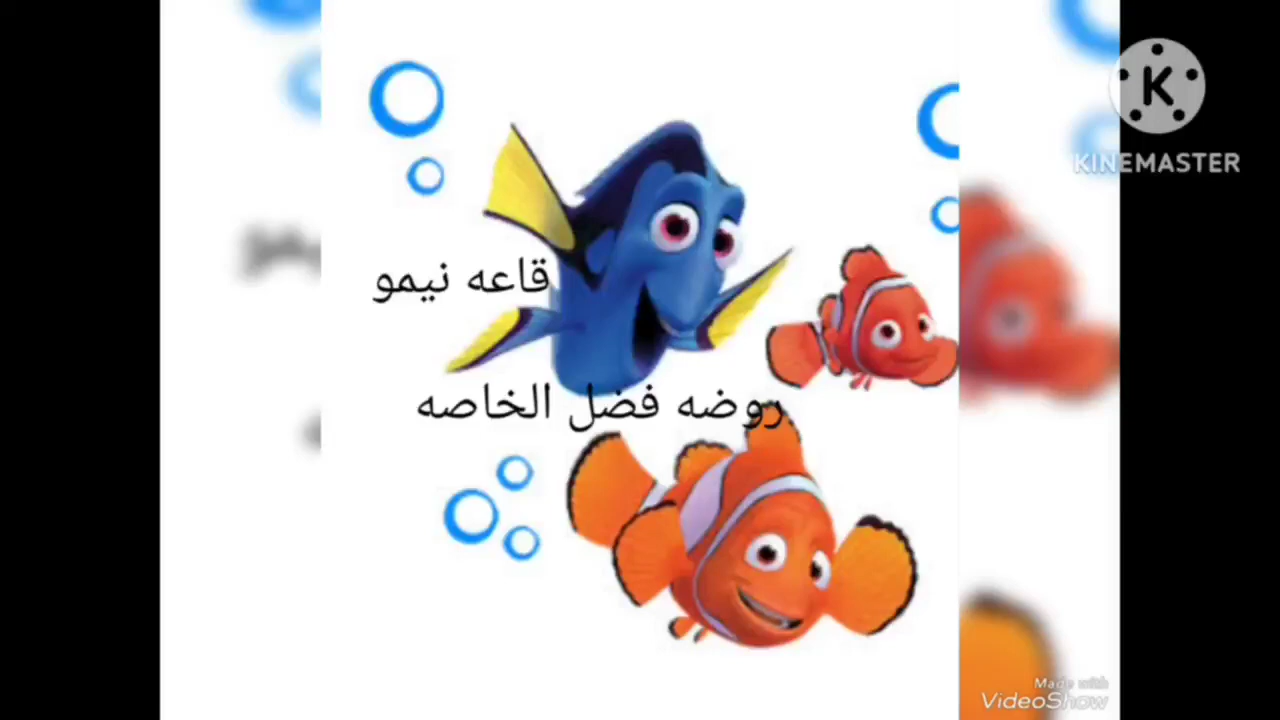 K
KINEMASTER
قاعه نيمو
روضه فضل الخاصه
Made with
VideoShow